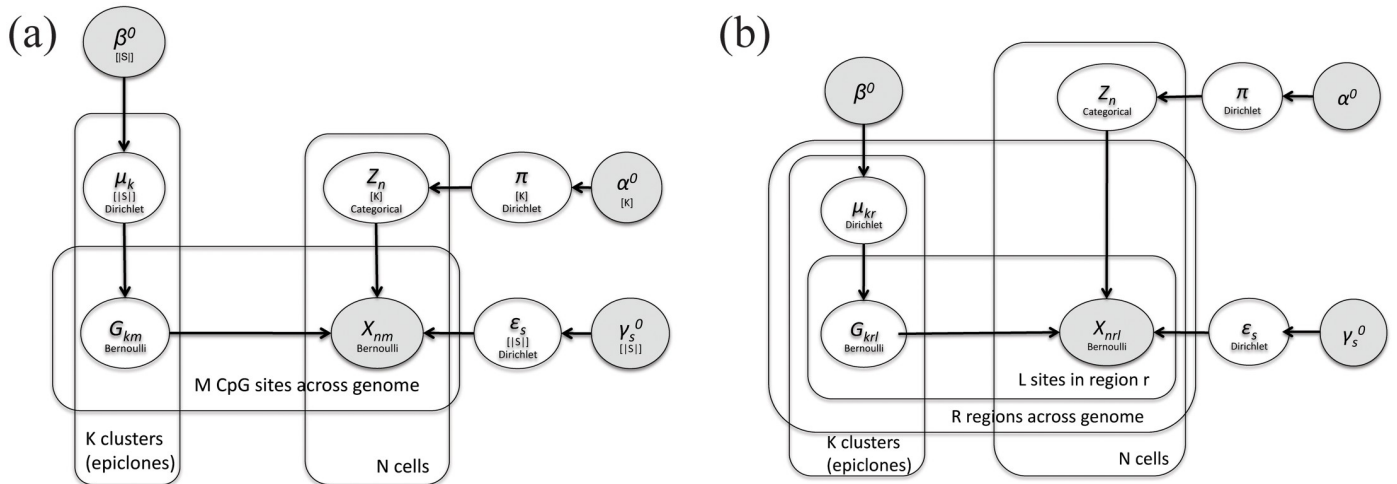 (a)
β⁰
[|S|]
μₖ
[|S|]
Dirichlet
Zₙ
[K]
Categorical
π
[K]
Dirichlet
α⁰
[K]
Gₖₘ
Bernoulli
Xₙₘ
Bernoulli
εₛ
[|S|]
Dirichlet
γₛ⁰
[|S|]
M CpG sites across genome
K clusters
(epiclones)
N cells
(b)
β⁰
Zₙ
Categorical
π
Dirichlet
α⁰
μₖᵣ
Dirichlet
Gₖᵣₗ
Bernoulli
Xₙᵣₗ
Bernoulli
εₛ
Dirichlet
γₛ⁰
L sites in region r
R regions across genome
K clusters
(epiclones)
N cells